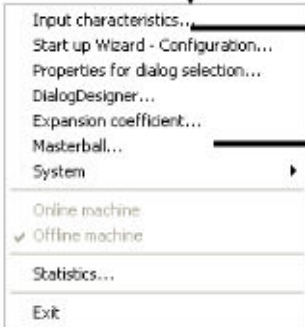 Input characteristics...
Start up Wizard - Configuration...
Properties for dialog selection...
DialogDesigner...
Expansion coefficient...
Masterball...
System
Online machine
Offline machine
Statistics...
Exit